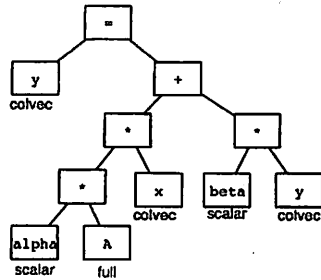 =
y
+
colvec
*
*
*
x
beta
y
colvec
scalar
colvec
alpha
A
scalar
full